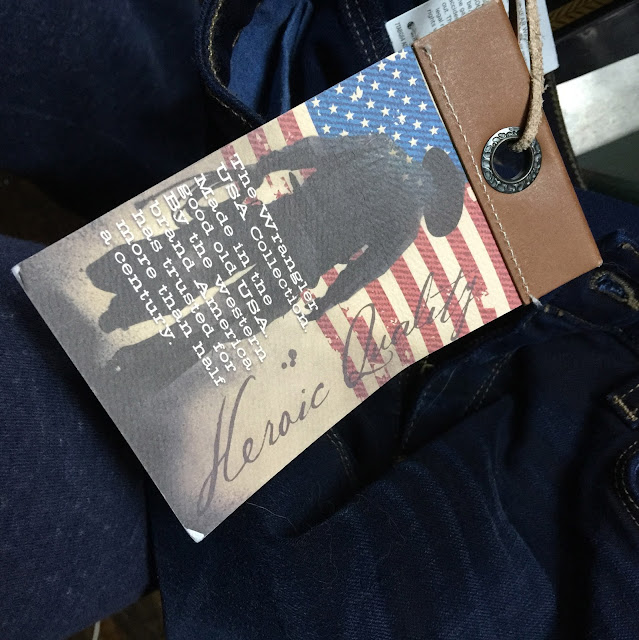 The Wrangler
USA Collection.
Made in the
good old USA.
By the Western
brand America
has trusted for
more than half
a century.
Heroic Quality